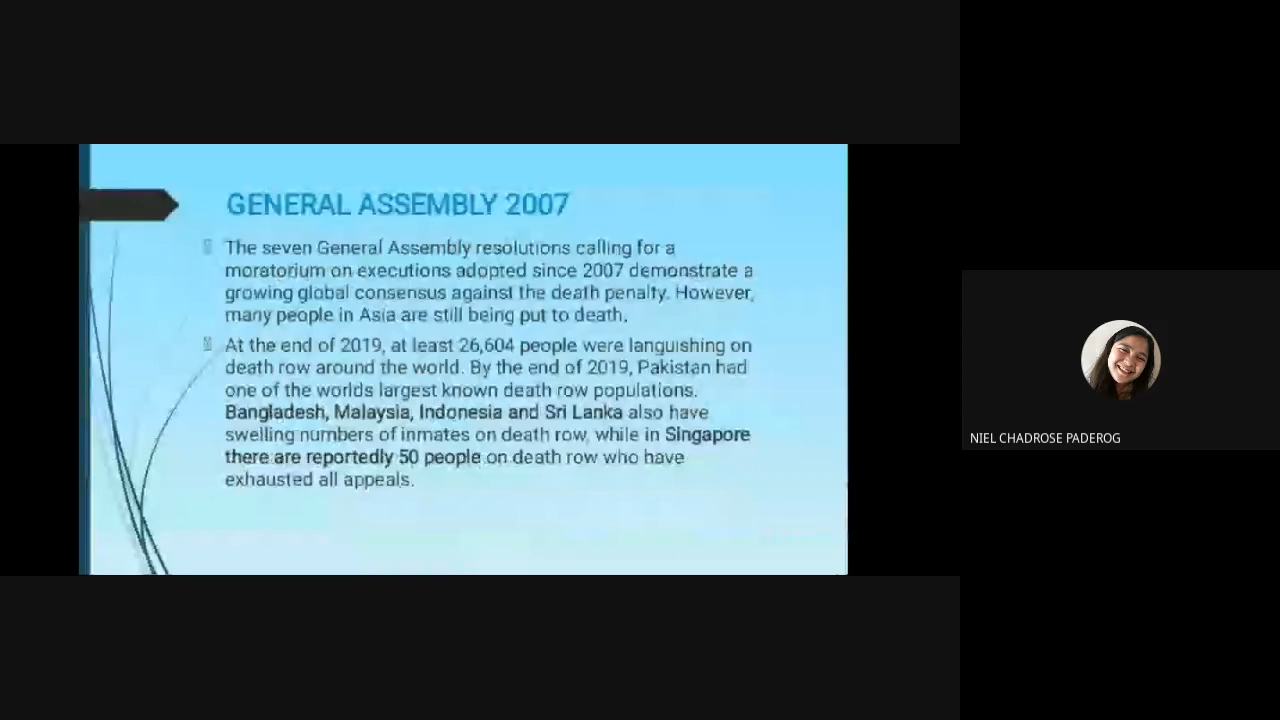 GENERAL ASSEMBLY 2007
The seven General Assembly resolutions calling for a
moratorium on executions adopted since 2007 demonstrate a
growing global consensus against the death penalty. However,
many people in Asia are still being put to death.
At the end of 2019, at least 26,604 people were languishing on
death row around the world. By the end of 2019, Pakistan had
one of the worlds largest known death row populations.
Bangladesh, Malaysia, Indonesia and Sri Lanka also have
swelling numbers of inmates on death row, while in Singapore
there are reportedly 50 people on death row who have
exhausted all appeals.
NIEL CHADROSE PADEROG